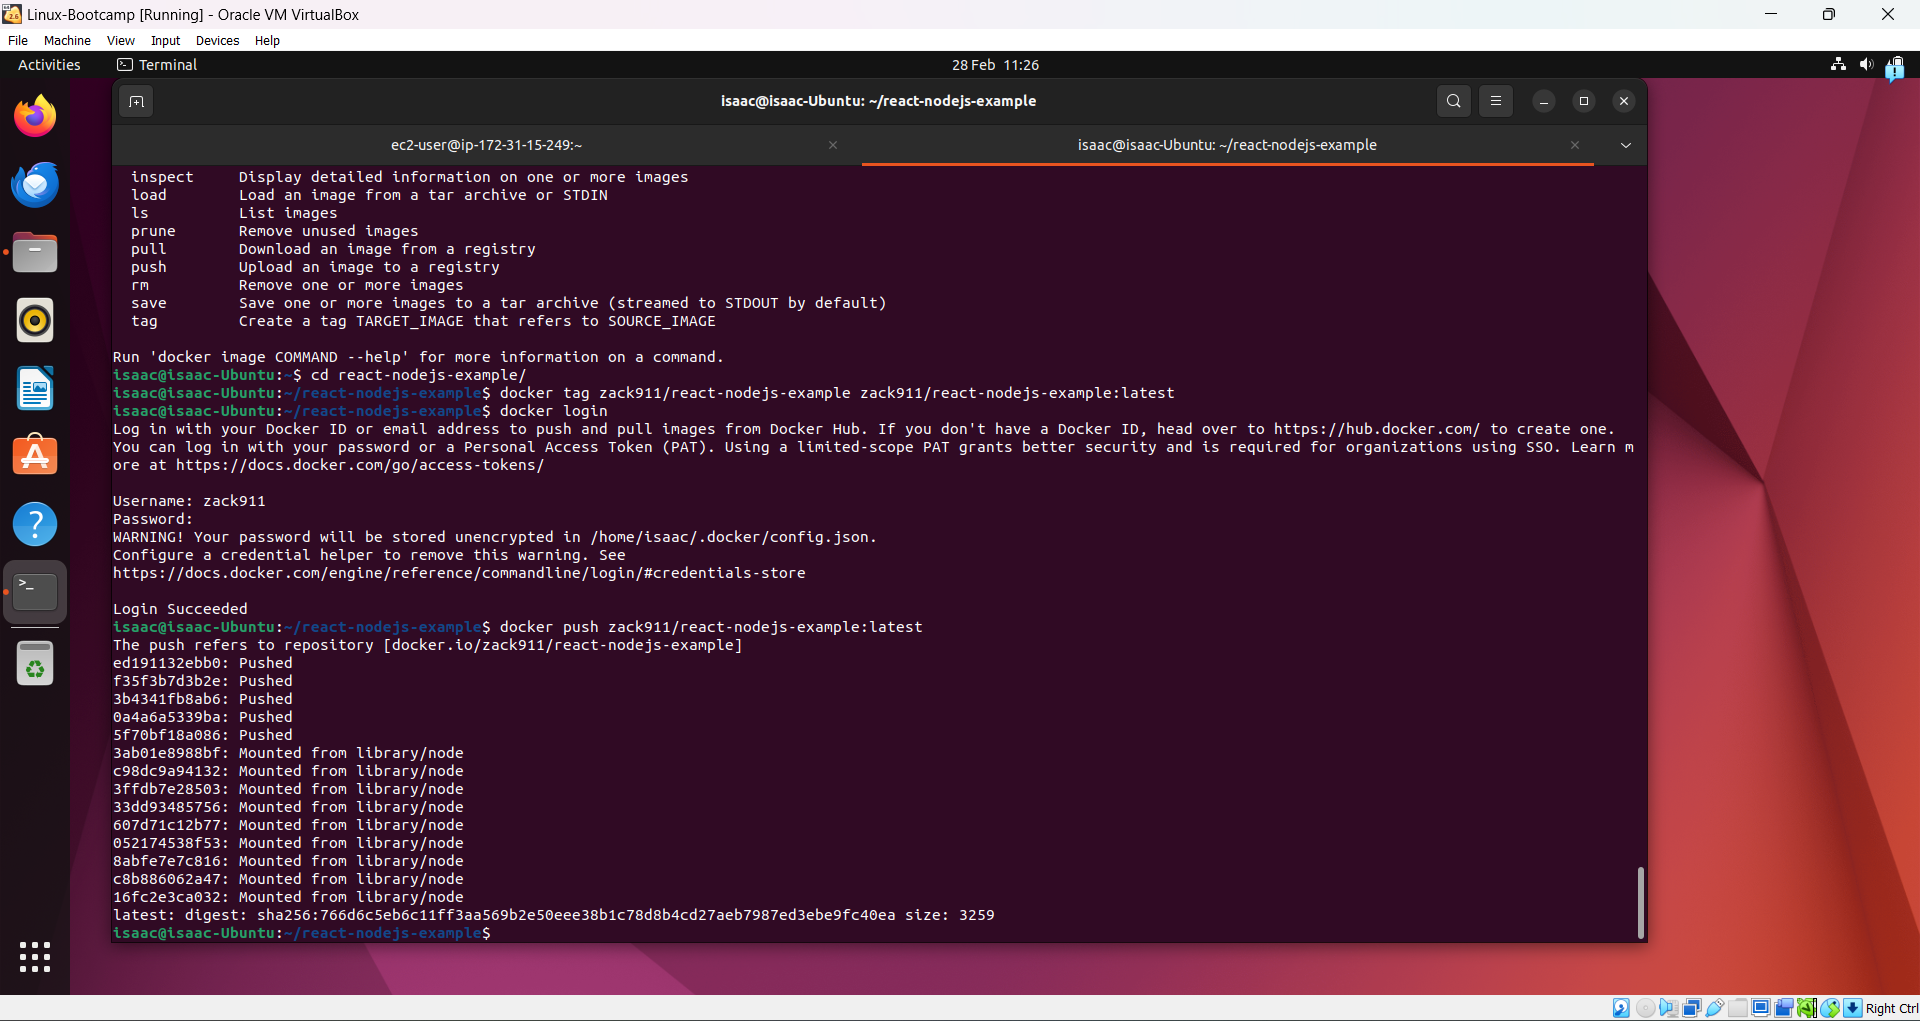 Linux-Bootcamp [Running] - Oracle VM VirtualBox
File Machine View Input Devices Help
Activities Terminal 28 Feb 11:26
isaac@isaac-Ubuntu: ~/react-nodejs-example
ec2-user@ip-172-31-15-249:~ isaac@isaac-Ubuntu: ~/react-nodejs-example
inspect Display detailed information on one or more images
load Load an image from a tar archive or STDIN
ls List images
prune Remove unused images
pull Download an image from a registry
push Upload an image to a registry
rm Remove one or more images
save Save one or more images to a tar archive (streamed to STDOUT by default)
tag Create a tag TARGET_IMAGE that refers to SOURCE_IMAGE
Run 'docker image COMMAND --help' for more information on a command.
isaac@isaac-Ubuntu:~$ cd react-nodejs-example/
isaac@isaac-Ubuntu:~/react-nodejs-example$ docker tag zack911/react-nodejs-example zack911/react-nodejs-example:latest
isaac@isaac-Ubuntu:~/react-nodejs-example$ docker login
Log in with your Docker ID or email address to push and pull images from Docker Hub. If you don't have a Docker ID, head over to https://hub.docker.com/ to create one.
You can log in with your password or a Personal Access Token (PAT). Using a limited-scope PAT grants better security and is required for organizations using SSO. Learn m
ore at https://docs.docker.com/go/access-tokens/
Username: zack911
Password:
WARNING! Your password will be stored unencrypted in /home/isaac/.docker/config.json.
Configure a credential helper to remove this warning. See
https://docs.docker.com/engine/reference/commandline/login/#credentials-store
Login Succeeded
isaac@isaac-Ubuntu:~/react-nodejs-example$ docker push zack911/react-nodejs-example:latest
The push refers to repository [docker.io/zack911/react-nodejs-example]
ed191132ebb0: Pushed
f35f3b7d3b2e: Pushed
3b4341fb8ab6: Pushed
0a4a6a5339ba: Pushed
5f70bf18a086: Pushed
3ab01e8988bf: Mounted from library/node
c98dc9a94132: Mounted from library/node
3ffdb7e28503: Mounted from library/node
33dd93485756: Mounted from library/node
607d71c12b77: Mounted from library/node
052174538f53: Mounted from library/node
8abfe7e7c816: Mounted from library/node
c8b886062a47: Mounted from library/node
16fc2e3ca032: Mounted from library/node
latest: digest: sha256:766d6c5eb6c11ff3aa569b2e50eee38b1c78d8b4cd27aeb7987ed3ebe9fc40ea size: 3259
isaac@isaac-Ubuntu:~/react-nodejs-example$
Right Ctrl